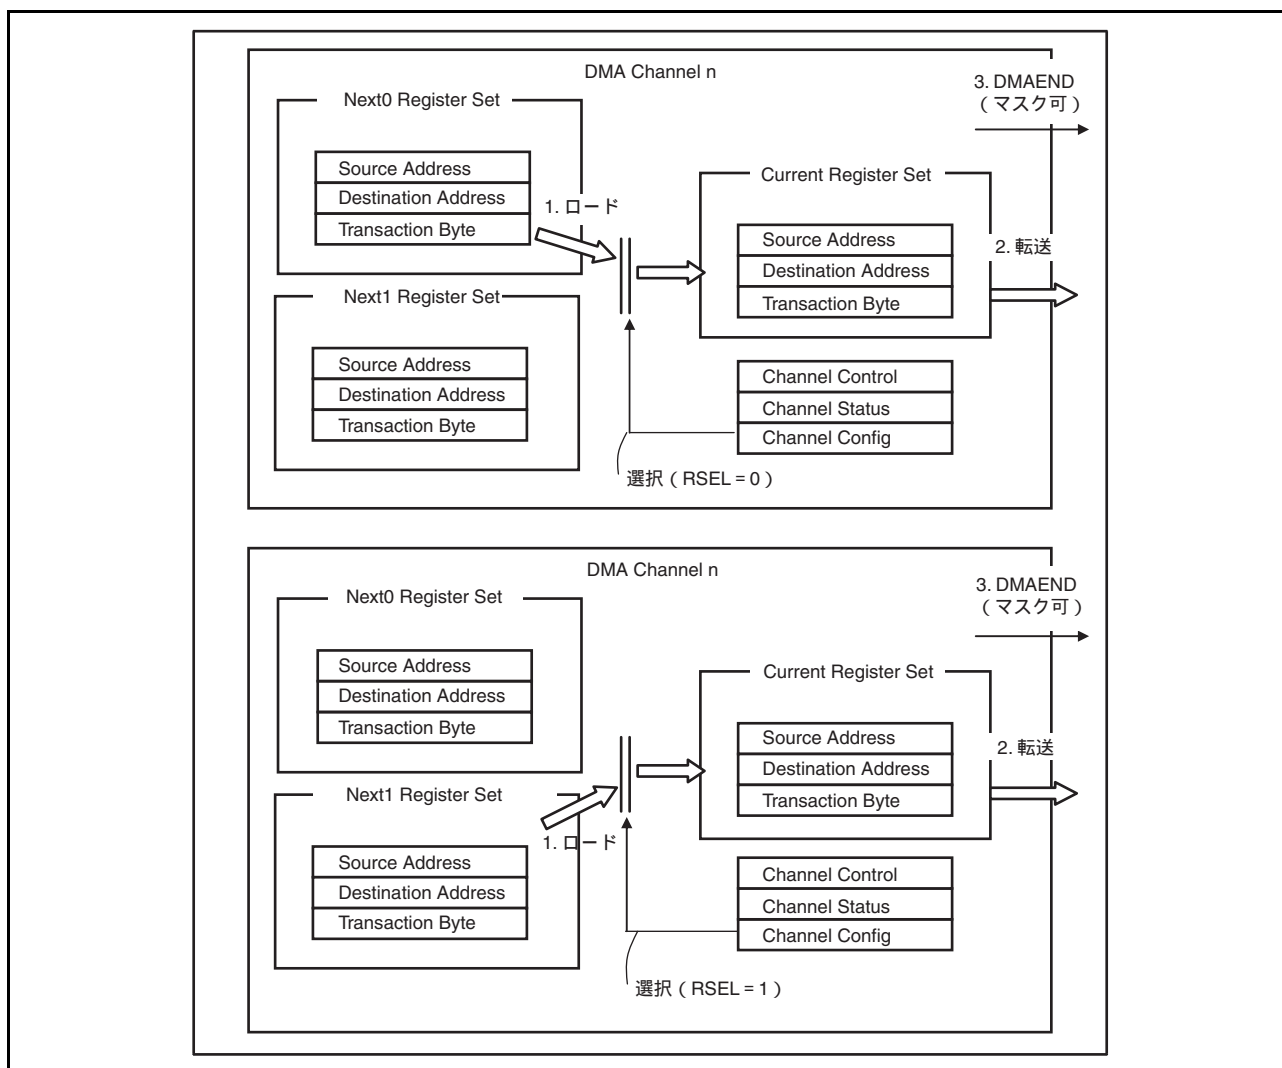 DMA Channel n
3. DMAEND
（マスク可）
Next0 Register Set
Source Address
Destination Address
Transaction Byte
1. ロード
Current Register Set
Source Address
Destination Address
Transaction Byte
2. 転送
Next1 Register Set
Source Address
Destination Address
Transaction Byte
Channel Control
Channel Status
Channel Config
選択（RSEL = 0）
DMA Channel n
3. DMAEND
（マスク可）
Next0 Register Set
Source Address
Destination Address
Transaction Byte
Current Register Set
Source Address
Destination Address
Transaction Byte
2. 転送
Next1 Register Set
1. ロード
Source Address
Destination Address
Transaction Byte
Channel Control
Channel Status
Channel Config
選択（RSEL = 1）